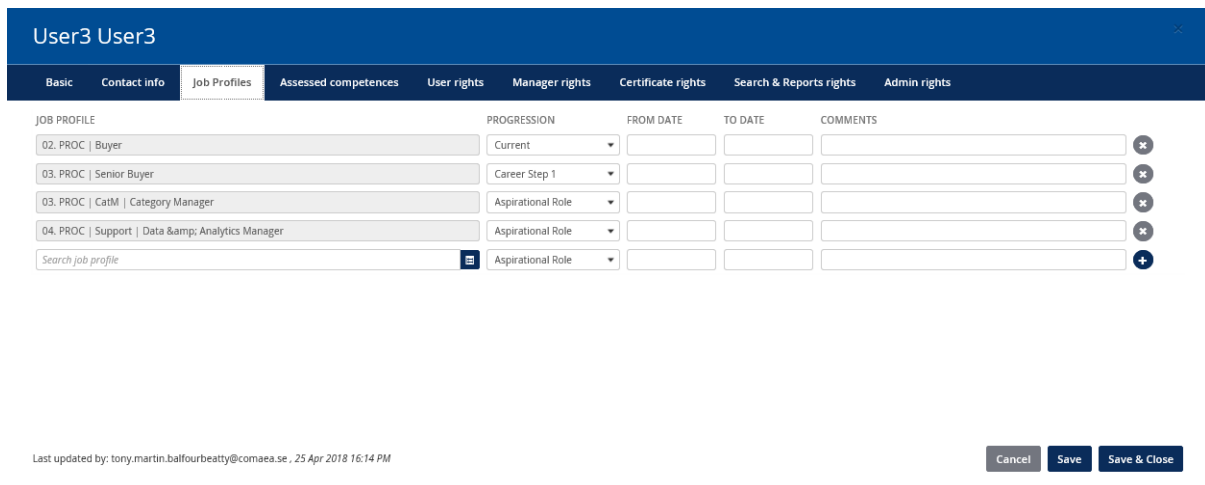 User3 User3
Basic Contact info Job Profiles Assessed competences User rights Manager rights Certificate rights Search & Reports rights Admin rights
JOB PROFILE PROGRESSION FROM DATE TO DATE COMMENTS
02. PROC | Buyer Current
03. PROC | Senior Buyer Career Step 1
03. PROC | CatM | Category Manager Aspirational Role
04. PROC | Support | Data &amp; Analytics Manager Aspirational Role
Search job profile Aspirational Role
Last updated by: tony.martin.balfourbeatty@comaea.se , 25 Apr 2018 16:14 PM Cancel Save Save & Close